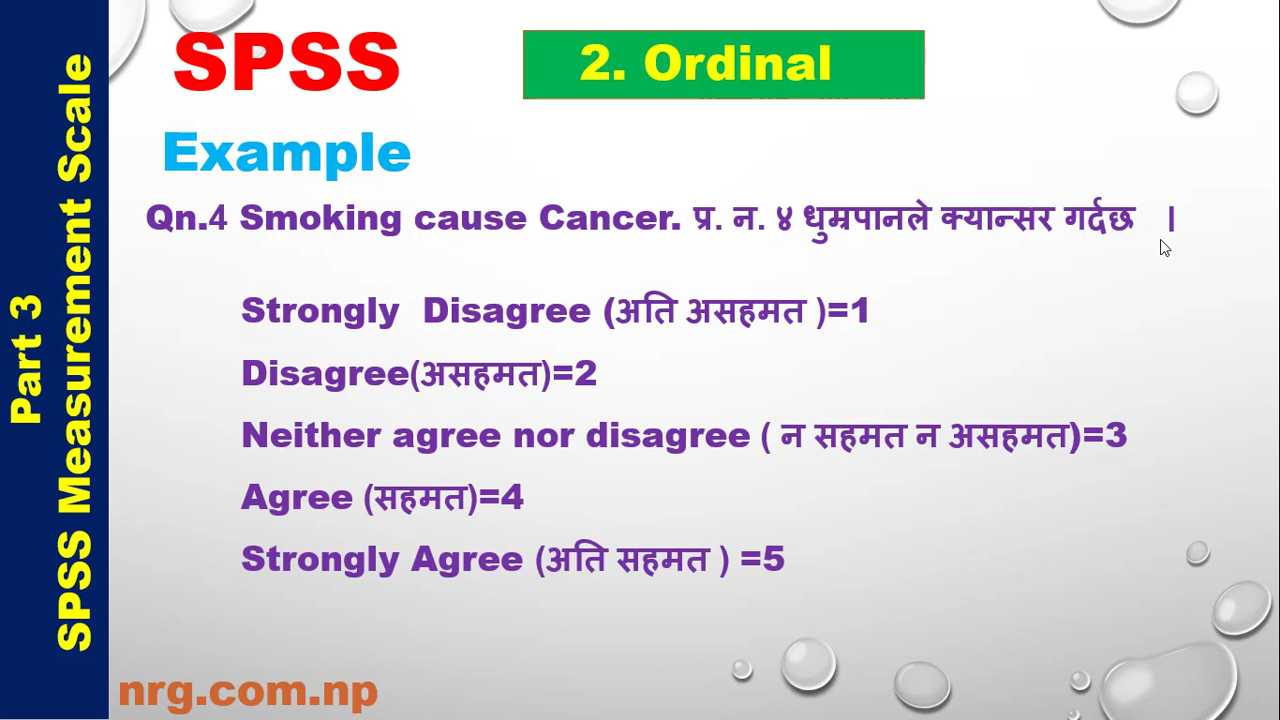 Part 3
SPSS Measurement Scale
SPSS
2. Ordinal
Example
Qn.4 Smoking cause Cancer. प्र. न. ४ धुम्रपानले क्यान्सर गर्दछ ।
Strongly Disagree (अति असहमत )=1
Disagree(असहमत)=2
Neither agree nor disagree ( न सहमत न असहमत)=3
Agree (सहमत)=4
Strongly Agree (अति सहमत ) =5
nrg.com.np